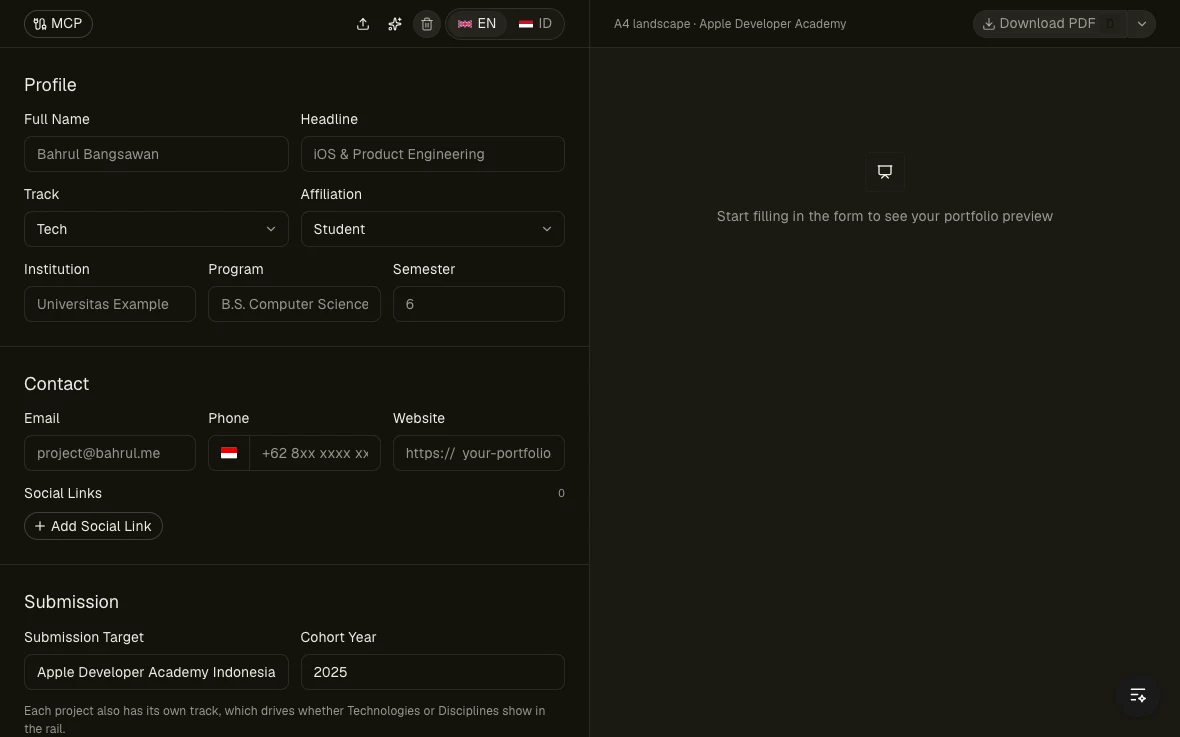 MCP
EN
ID
A4 landscape · Apple Developer Academy
Download PDF
Profile
Full Name
Headline
Bahrul Bangsawan
iOS & Product Engineering
Track
Affiliation
Tech
Student
Institution
Program
Semester
Universitas Example
B.S. Computer Science
6
Start filling in the form to see your portfolio preview
Contact
Email
Phone
Website
project@bahrul.me
+62 8xx xxxx xx
https:// your-portfolio
Social Links
0
+ Add Social Link
Submission
Submission Target
Cohort Year
Apple Developer Academy Indonesia
2025
Each project also has its own track, which drives whether Technologies or Disciplines show in
the rail.